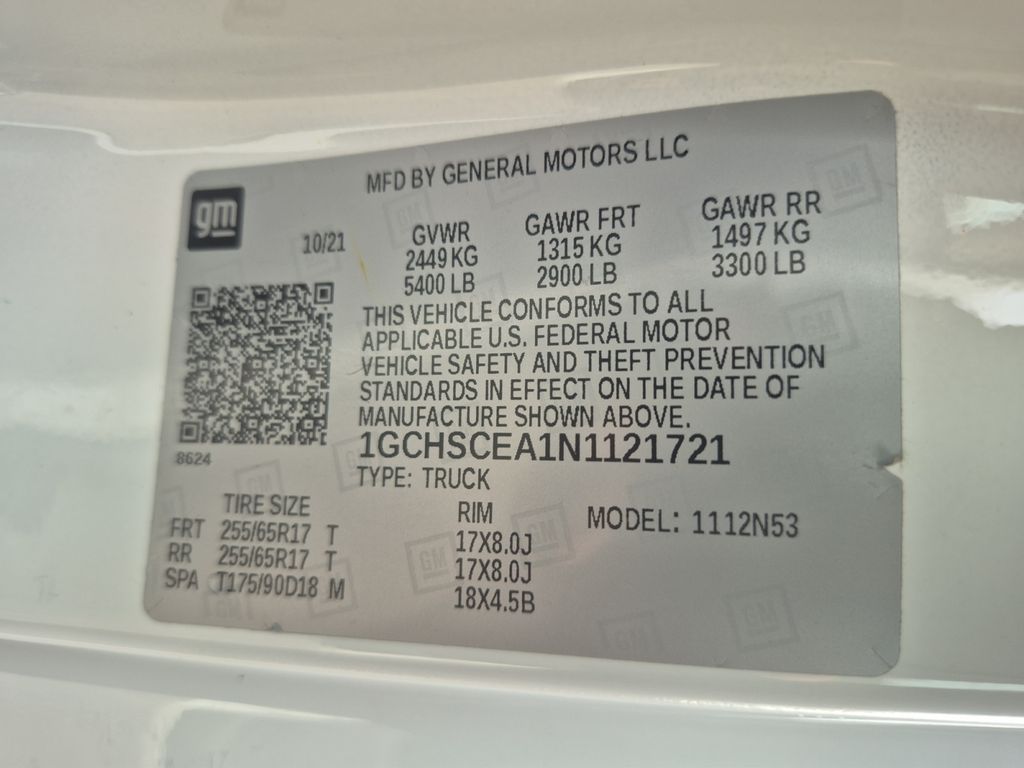 MFD BY GENERAL MOTORS LLC
gm
10/21
GVWR GAWR FRT GAWR RR
2449 KG 1315 KG 1497 KG
5400 LB 2900 LB 3300 LB
THIS VEHICLE CONFORMS TO ALL
APPLICABLE U.S. FEDERAL MOTOR
VEHICLE SAFETY AND THEFT PREVENTION
STANDARDS IN EFFECT ON THE DATE OF
MANUFACTURE SHOWN ABOVE.
8624
1GCHSCEA1N1121721
TYPE: TRUCK
TIRE SIZE RIM MODEL: 1112N53
FRT 255/65R17 T 17X8.0J
RR 255/65R17 T 17X8.0J
SPA T175/90D18 M 18X4.5B